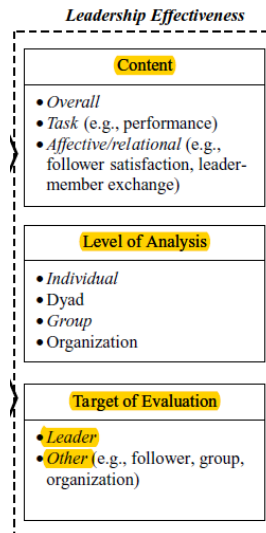 Leadership Effectiveness
Content
• Overall
• Task (e.g., performance)
• Affective/relational (e.g.,
follower satisfaction, leader-
member exchange)
Level of Analysis
• Individual
• Dyad
• Group
• Organization
Target of Evaluation
• Leader
• Other (e.g., follower, group,
organization)